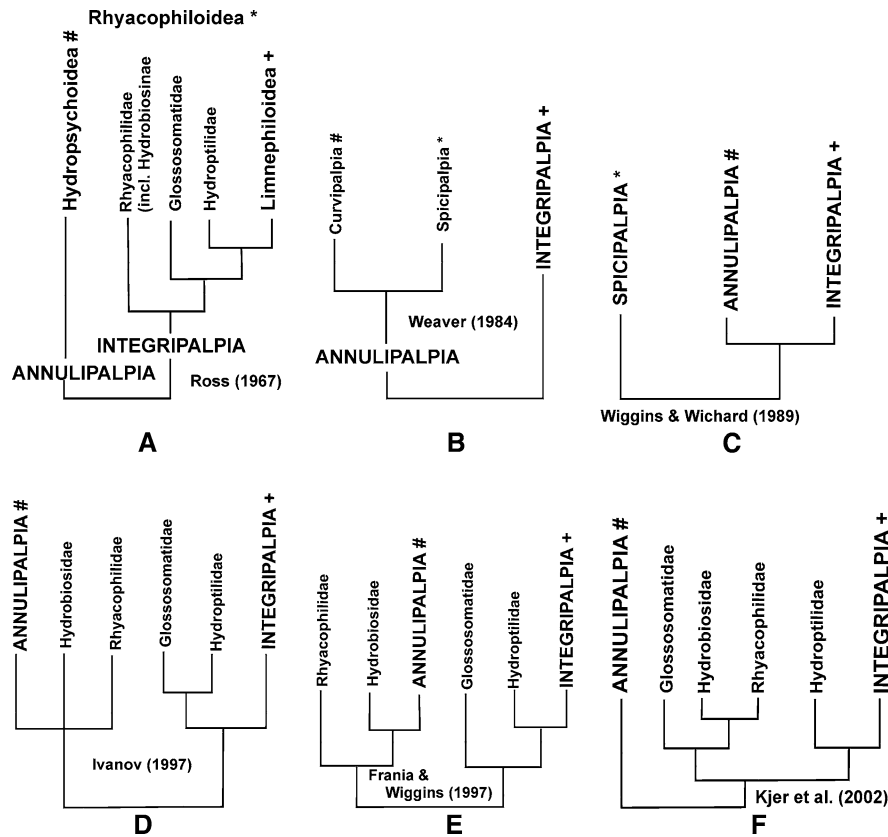 Rhyacophiloidea *
Hydropsychoidea #
Rhyacophilidae
(incl. Hydrobiosinae
Glossosomatidae
Hydroptilidae
Limnephiloidea +
INTEGRIPALPIA
ANNULIPALPIA
Ross (1967)
A
Curvipalpia #
Spicipalpia *
INTEGRIPALPIA +
Weaver (1984)
ANNULIPALPIA
B
SPICIPALPIA *
ANNULIPALPIA #
INTEGRIPALPIA +
Wiggins & Wichard (1989)
C
ANNULIPALPIA #
Hydrobiosidae
Rhyacophilidae
Glossosomatidae
Hydroptilidae
INTEGRIPALPIA +
Ivanov (1997)
D
Rhyacophilidae
Hydrobiosidae
ANNULIPALPIA #
Glossosomatidae
Hydroptilidae
INTEGRIPALPIA +
Frania &
Wiggins (1997)
E
ANNULIPALPIA #
Glossosomatidae
Hydrobiosidae
Rhyacophilidae
Hydroptilidae
INTEGRIPALPIA +
Kjer et al. (2002)
F